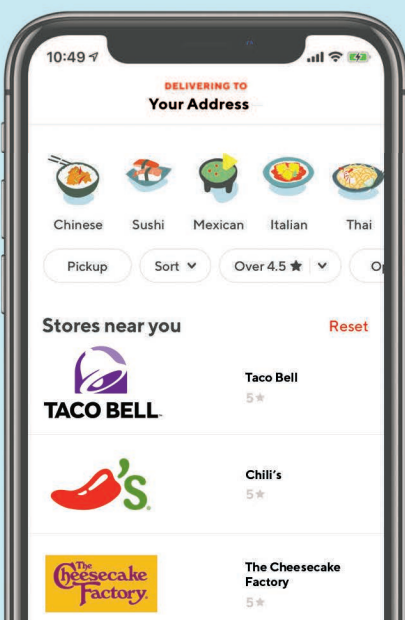 10:49
DELIVERING TO
Your Address
Chinese Sushi Mexican Italian Thai
Pickup Sort Over 4.5 ★
Stores near you Reset
TACO BELL
Taco Bell
5★
Chili's
5★
The
Cheesecake
Factory.
The Cheesecake
Factory
5★